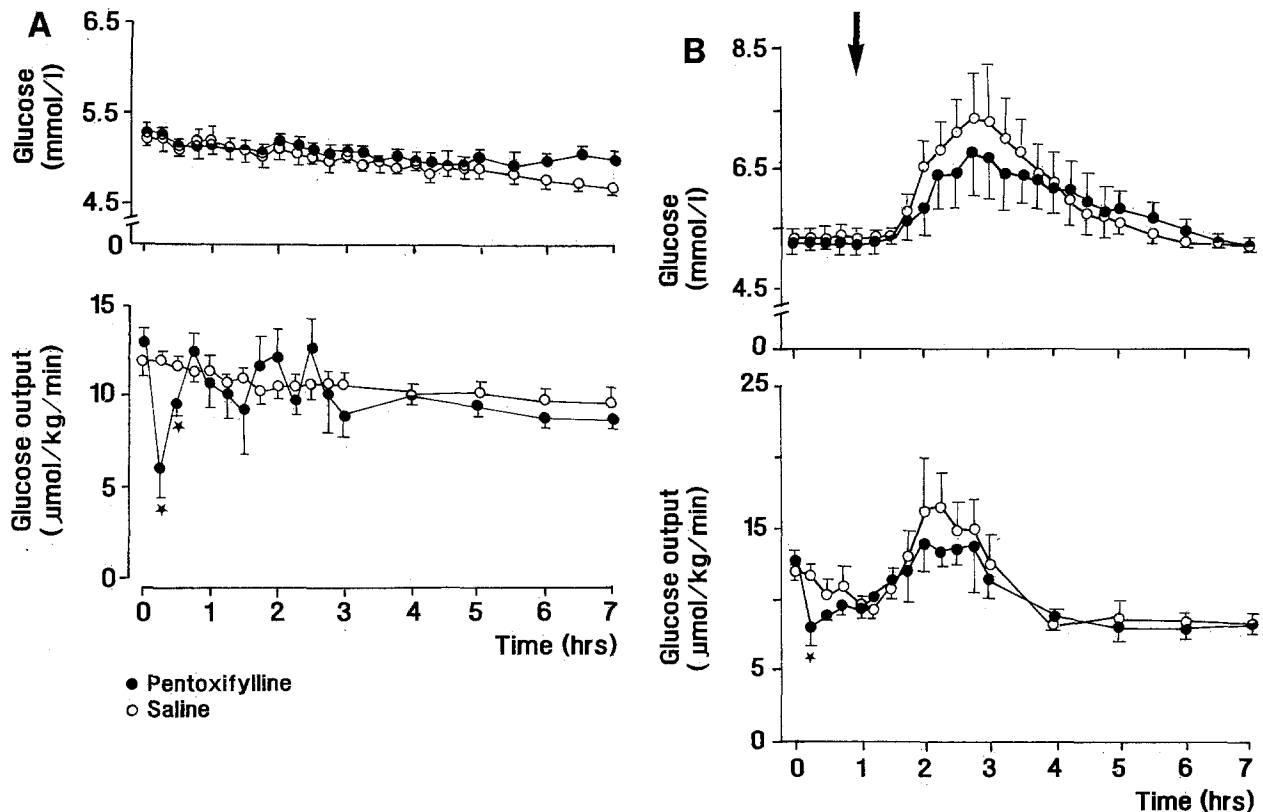 A
Glucose
(mmol/l)
6.5
5.5
4.5
0
Glucose output
(µmol/kg/min)
15
10
5
0
0 1 2 3 4 5 6 7
Time (hrs)
● Pentoxifylline
○ Saline
B
Glucose
(mmol/l)
8.5
6.5
4.5
0
Glucose output
(µmol/kg/min)
25
15
5
0
0 1 2 3 4 5 6 7
Time (hrs)